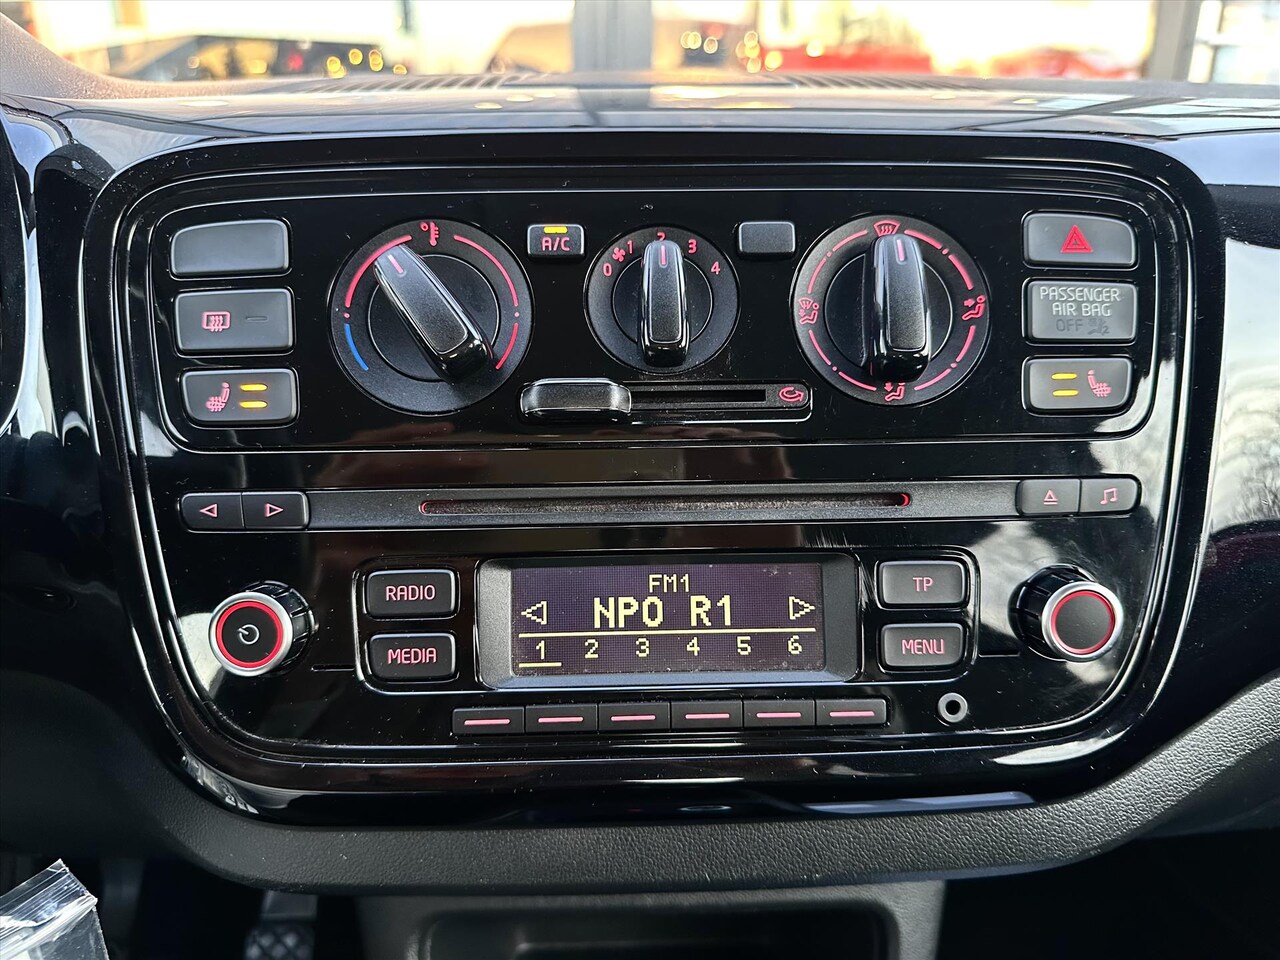 A/C
0 1 2 3 4
PASSENGER
AIR BAG
OFF
RADIO
MEDIA
FM1
NPO R1
1 2 3 4 5 6
TP
MENU